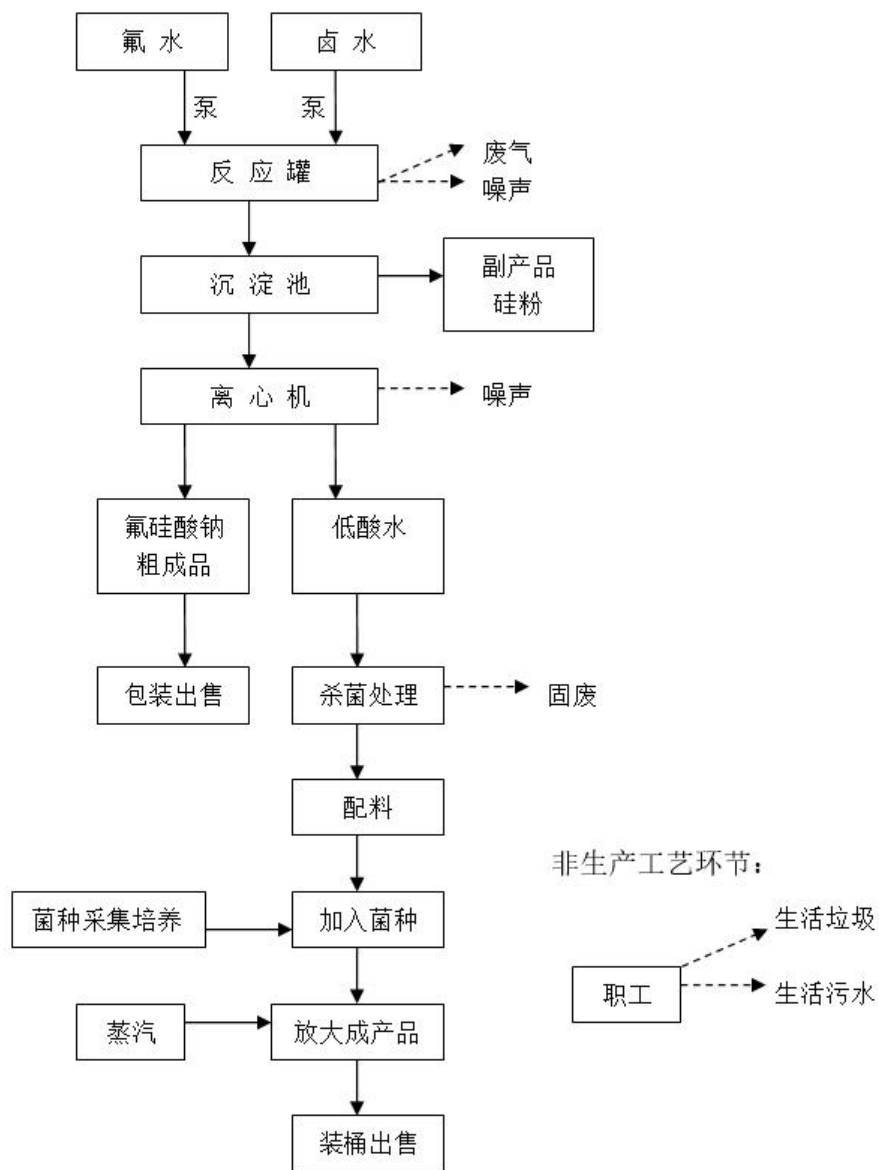 氟 水
卤 水
泵
泵
反 应 罐
废气
噪声
沉 淀 池
副产品
硅粉
离 心 机
噪声
氟硅酸钠
粗成品
低酸水
包装出售
杀菌处理
固废
配料
非生产工艺环节：
菌种采集培养
加入菌种
生活垃圾
职工
生活污水
蒸汽
放大成产品
装桶出售